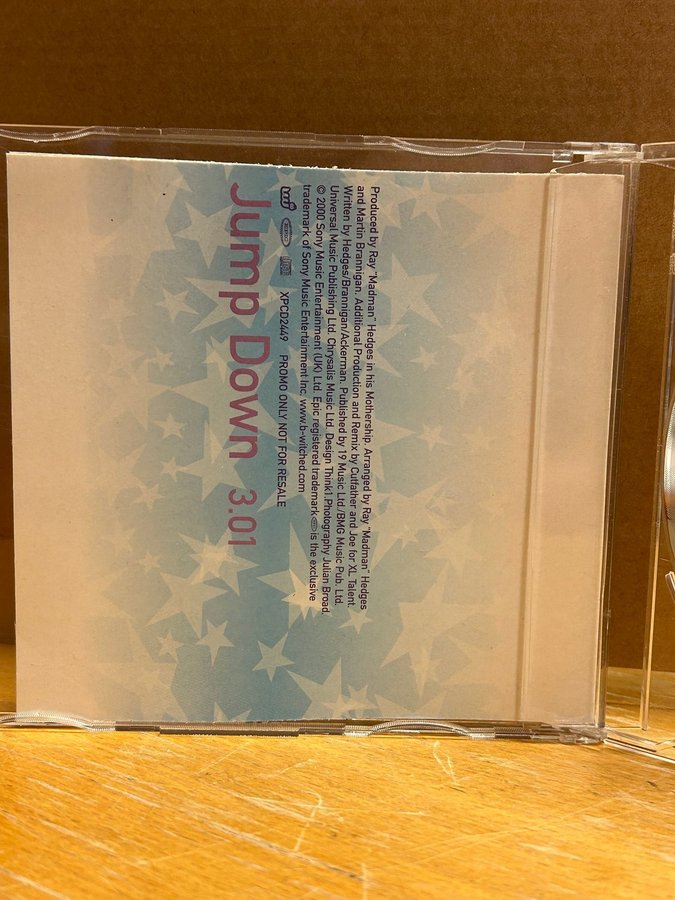 Jump Down 3.01
XPCD2449 PROMO ONLY NOT FOR RESALE
Produced by Ray "Madman" Hedges in his Mothership. Arranged by Ray "Madman" Hedges
and Martin Brannigan. Additional Production and Remix by Cutfather and Joe for XL Talent.
Written by Hedges/Brannigan/Ackerman. Published by 19 Music Ltd./BMG Music Pub. Ltd.
Universal Music Publishing Ltd. Chrysalis Music Ltd. Design Think1.Photography Julian Broad.
© 2000 Sony Music Entertainment (UK) Ltd. Epic registered trademark is the exclusive
trademark of Sony Music Entertainment Inc. www.b-witched.com